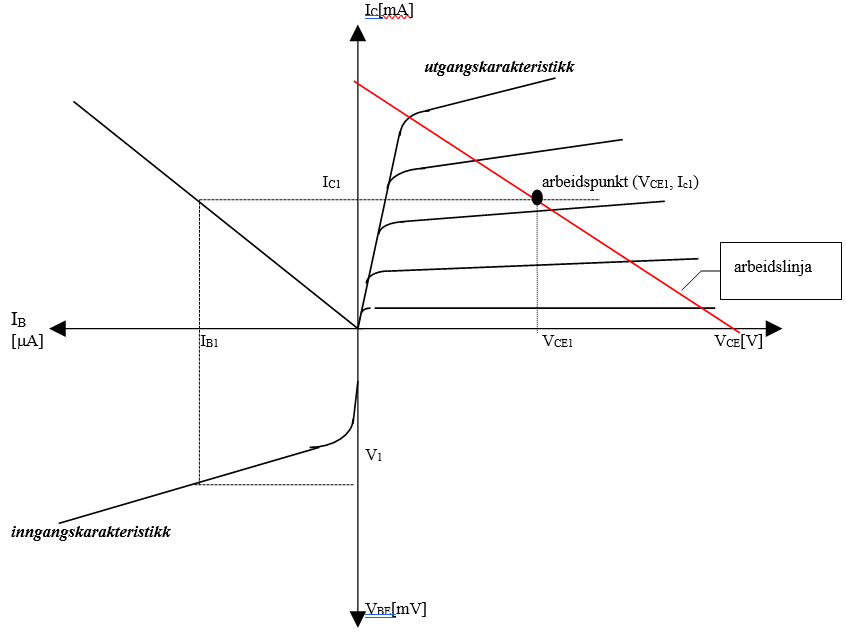 IC[mA]
utgangskarakteristikk
IC1
arbeidspunkt (VCE1, Ic1)
arbeidslinja
IB
[μA]
IB1
VCE1
VCE[V]
V1
inngangskarakteristikk
VBE[mV]